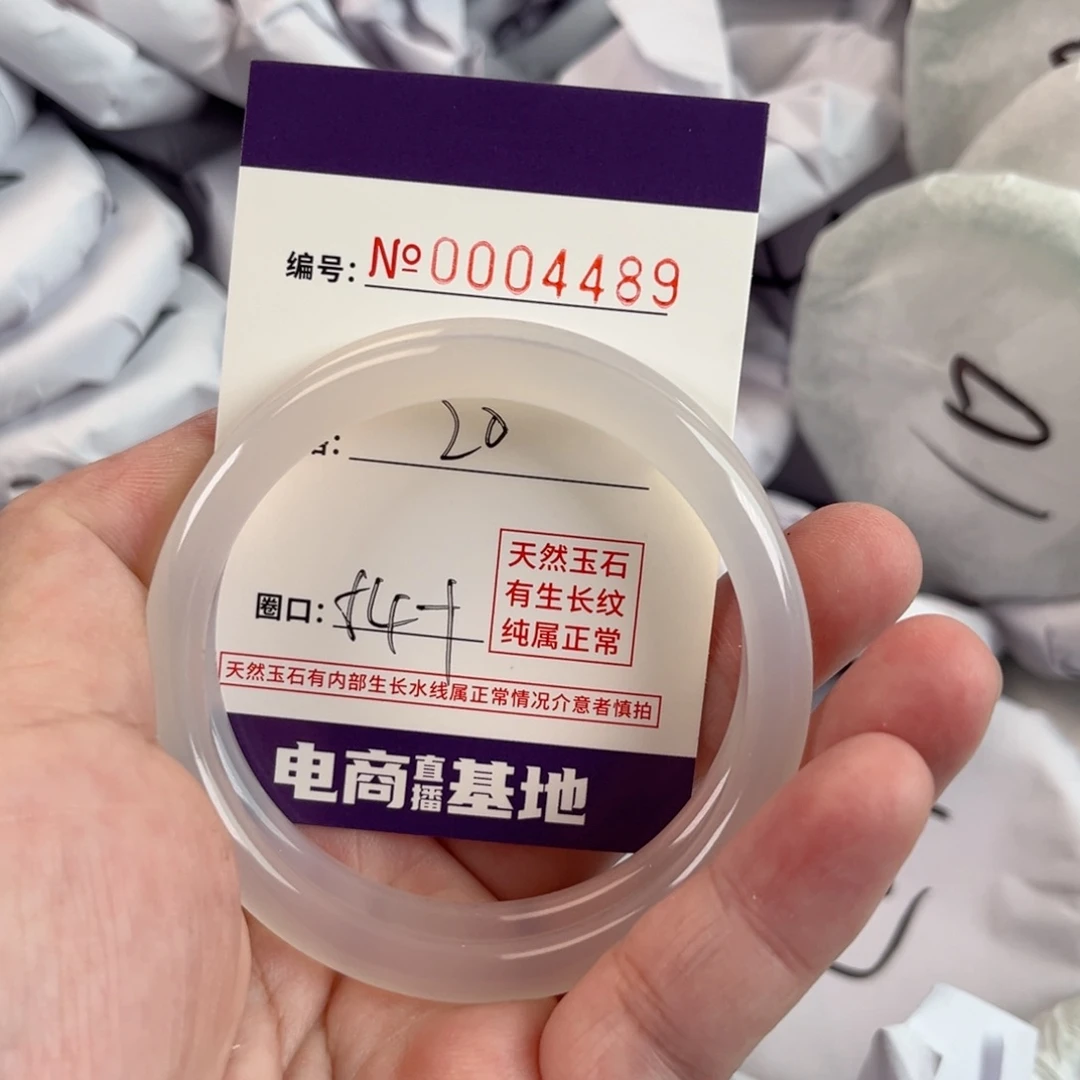 编号: №0004489
: 20
圈口: 54+
天然玉石
有生长纹
纯属正常
天然玉石有内部生长水线属正常情况介意者慎拍
电商直播基地